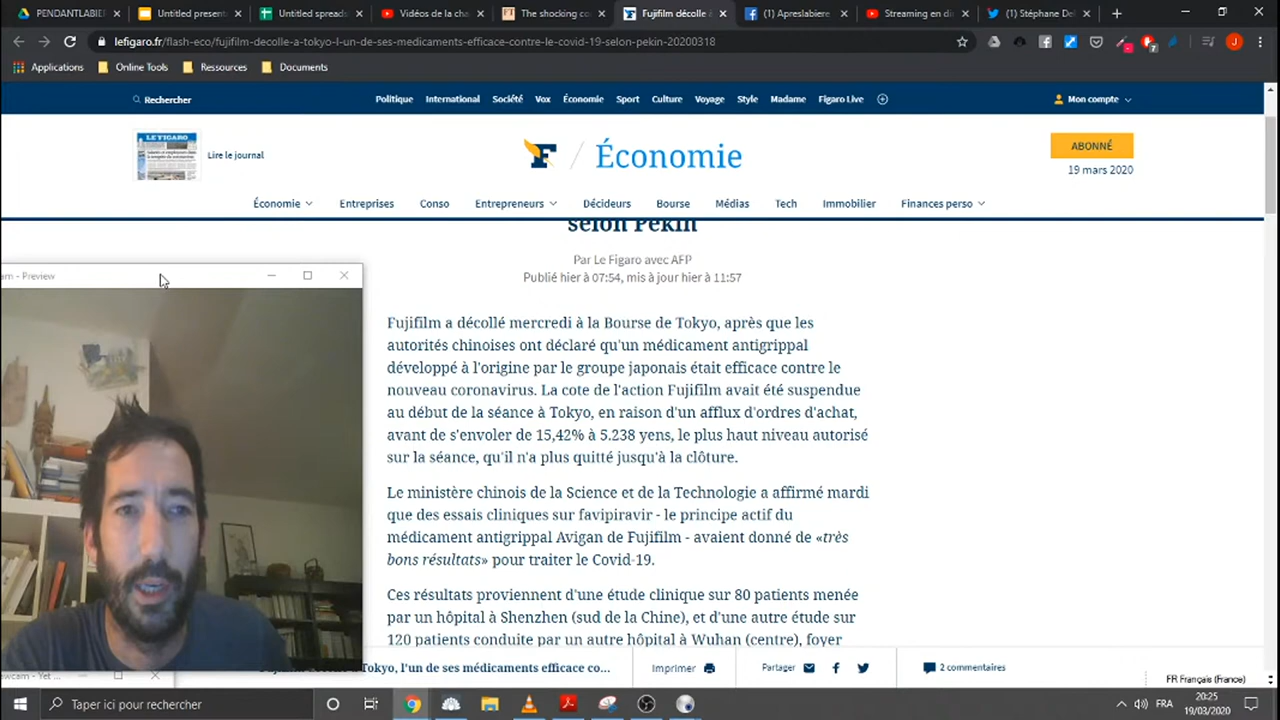 PENDANTLABIER
Untitled present
Untitled spreads
Vidéos de la cha
The shocking co
Fujifilm décolle à
(1) Apreslabiere
Streaming en di
(1) Stéphane Del
lefigaro.fr/flash-eco/fujifilm-decolle-a-tokyo-l-un-de-ses-medicaments-efficace-contre-le-covid-19-selon-pekin-20200318
Applications
Online Tools
Ressources
Documents
Rechercher
Politique
International
Société
Vox
Économie
Sport
Culture
Voyage
Style
Madame
Figaro Live
Mon compte
LE FIGARO
Lire le journal
F / Économie
ABONNÉ
19 mars 2020
Économie
Entreprises
Conso
Entrepreneurs
Décideurs
Bourse
Médias
Tech
Immobilier
Finances perso
selon Pékin
Par Le Figaro avec AFP
Publié hier à 07:54, mis à jour hier à 11:57
am - Preview
Fujifilm a décollé mercredi à la Bourse de Tokyo, après que les
autorités chinoises ont déclaré qu'un médicament antigrippal
développé à l'origine par le groupe japonais était efficace contre le
nouveau coronavirus. La cote de l'action Fujifilm avait été suspendue
au début de la séance à Tokyo, en raison d'un afflux d'ordres d'achat,
avant de s'envoler de 15,42% à 5.238 yens, le plus haut niveau autorisé
sur la séance, qu'il n'a plus quitté jusqu'à la clôture.
Le ministère chinois de la Science et de la Technologie a affirmé mardi
que des essais cliniques sur favipiravir - le principe actif du
médicament antigrippal Avigan de Fujifilm - avaient donné de «très
bons résultats» pour traiter le Covid-19.
Ces résultats proviennent d'une étude clinique sur 80 patients menée
par un hôpital à Shenzhen (sud de la Chine), et d'une autre étude sur
120 patients conduite par un autre hôpital à Wuhan (centre), foyer
Tokyo, l'un de ses médicaments efficace co...
Imprimer
Partager
2 commentaires
FR Français (France)
Taper ici pour rechercher
FRA
20:25
19/03/2020